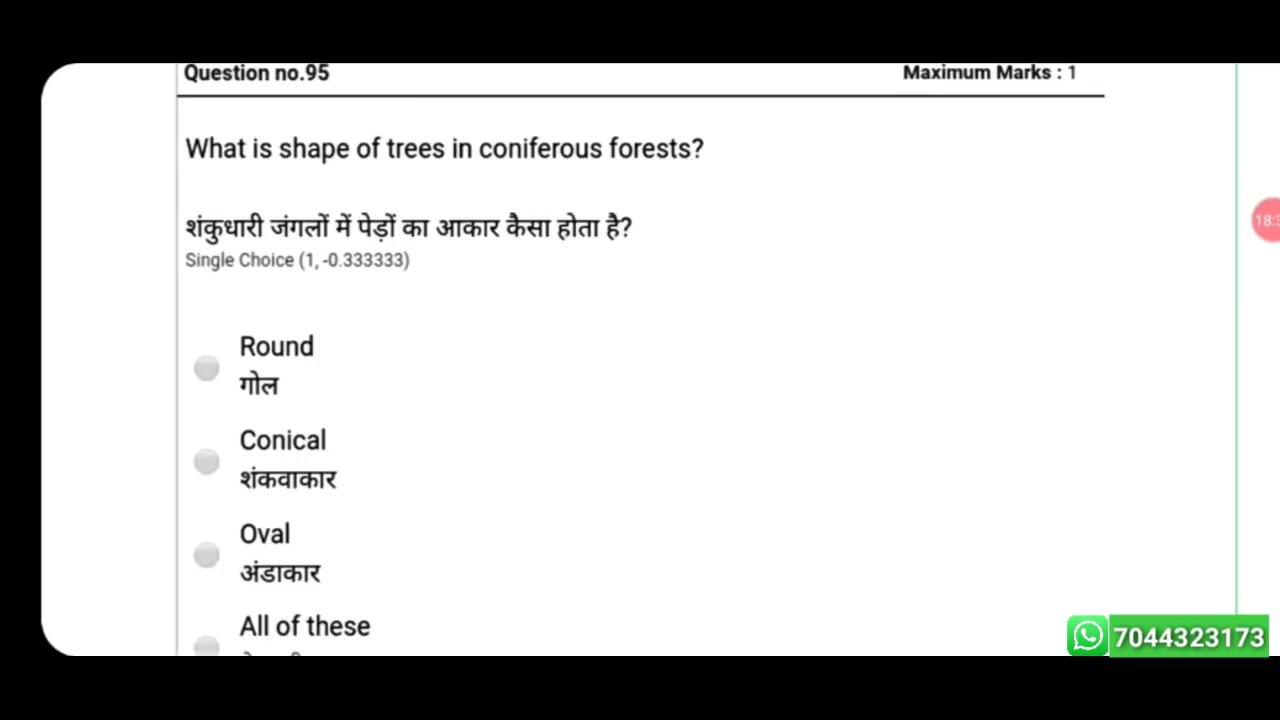 Question no.95
Maximum Marks : 1
What is shape of trees in coniferous forests?
शंकुधारी जंगलों में पेड़ों का आकार कैसा होता है?
Single Choice (1, -0.333333)
Round
गोल
Conical
शंकवाकार
Oval
अंडाकार
All of these
7044323173